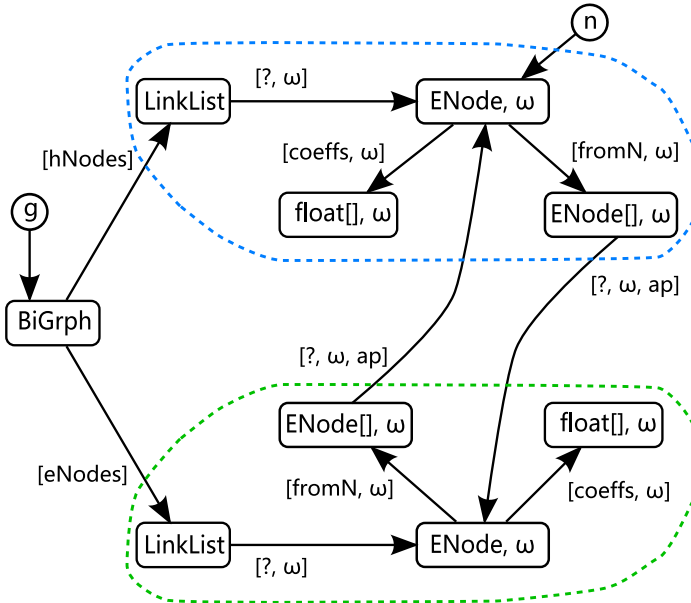 n
[?, ω]
LinkList
ENode, ω
[hNodes]
[coeffs, ω]
[fromN, ω]
g
float[], ω
ENode[], ω
[?, ω, ap]
BiGrph
[?, ω, ap]
ENode[], ω
float[], ω
[eNodes]
[fromN, ω]
[coeffs, ω]
LinkList
ENode, ω
[?, ω]